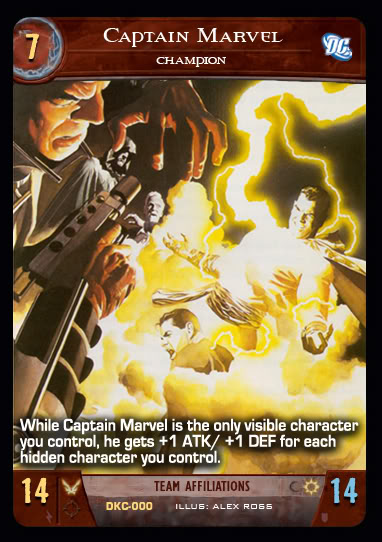 7
CAPTAIN MARVEL
CHAMPION
DC
While Captain Marvel is the only visible character
you control, he gets +1 ATK/ +1 DEF for each
hidden character you control.
14
TEAM AFFILIATIONS
14
DKC-000 ILLUS: ALEX ROSS